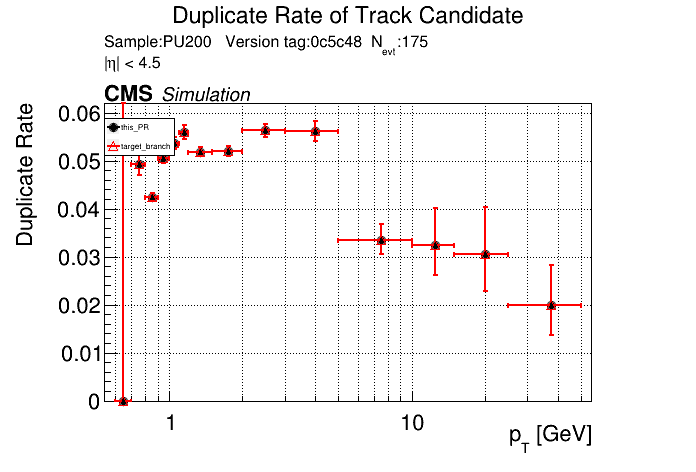 Duplicate Rate of Track Candidate
Sample:PU200 Version tag:0c5c48 N_evt:175
|η| < 4.5
CMS Simulation
Duplicate Rate
0.06
0.05
0.04
0.03
0.02
0.01
0
this_PR
target_branch
1
10
p_T [GeV]